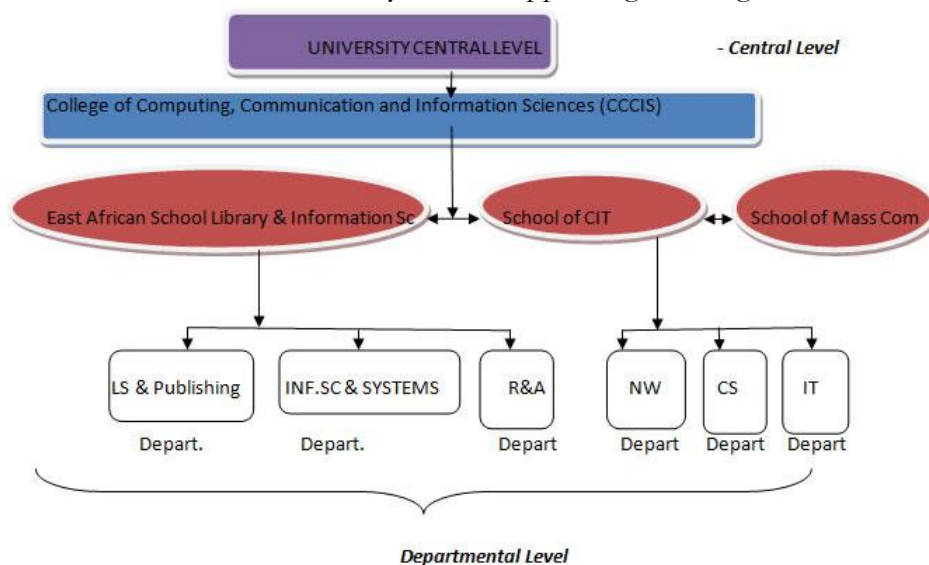 UNIVERSITY CENTRAL LEVEL
- Central Level
College of Computing, Communication and Information Sciences (CCCIS)
East African School Library & Information Sc
School of CIT
School of Mass Com
LS & Publishing
INF.SC & SYSTEMS
R&A
NW
CS
IT
Depart.
Depart.
Depart
Depart
Depart
Depart
Departmental Level